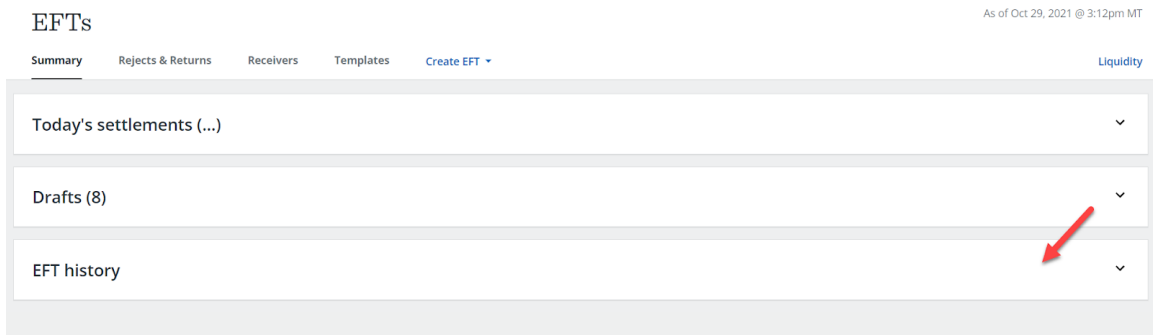 EFTs
As of Oct 29, 2021 @ 3:12pm MT
Summary Rejects & Returns Receivers Templates Create EFT Liquidity
Today's settlements (...)
Drafts (8)
EFT history